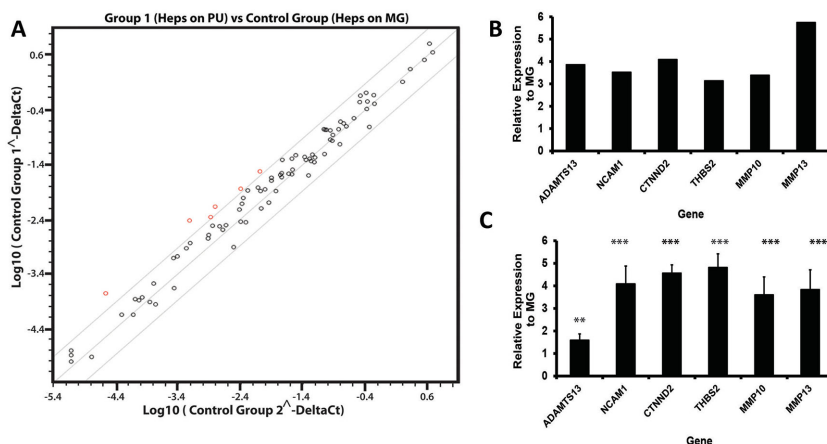 A
Group 1 (Heps on PU) vs Control Group (Heps on MG)
Log10 ( Control Group 1^-DeltaCt)
0.6
-0.4
-1.4
-2.4
-3.4
-4.4
-5.4
-4.4
-3.4
-2.4
-1.4
-0.4
0.6
Log10 ( Control Group 2^-DeltaCt)
B
Relative Expression
to MG
6
5
4
3
2
1
0
ADAMTS13
NCAM1
CTNND2
THBS2
MMP10
MMP13
Gene
C
Relative Expression
to MG
6
5
4
3
2
1
0
**
***
***
***
***
***
ADAMTS13
NCAM1
CTNND2
THBS2
MMP10
MMP13
Gene